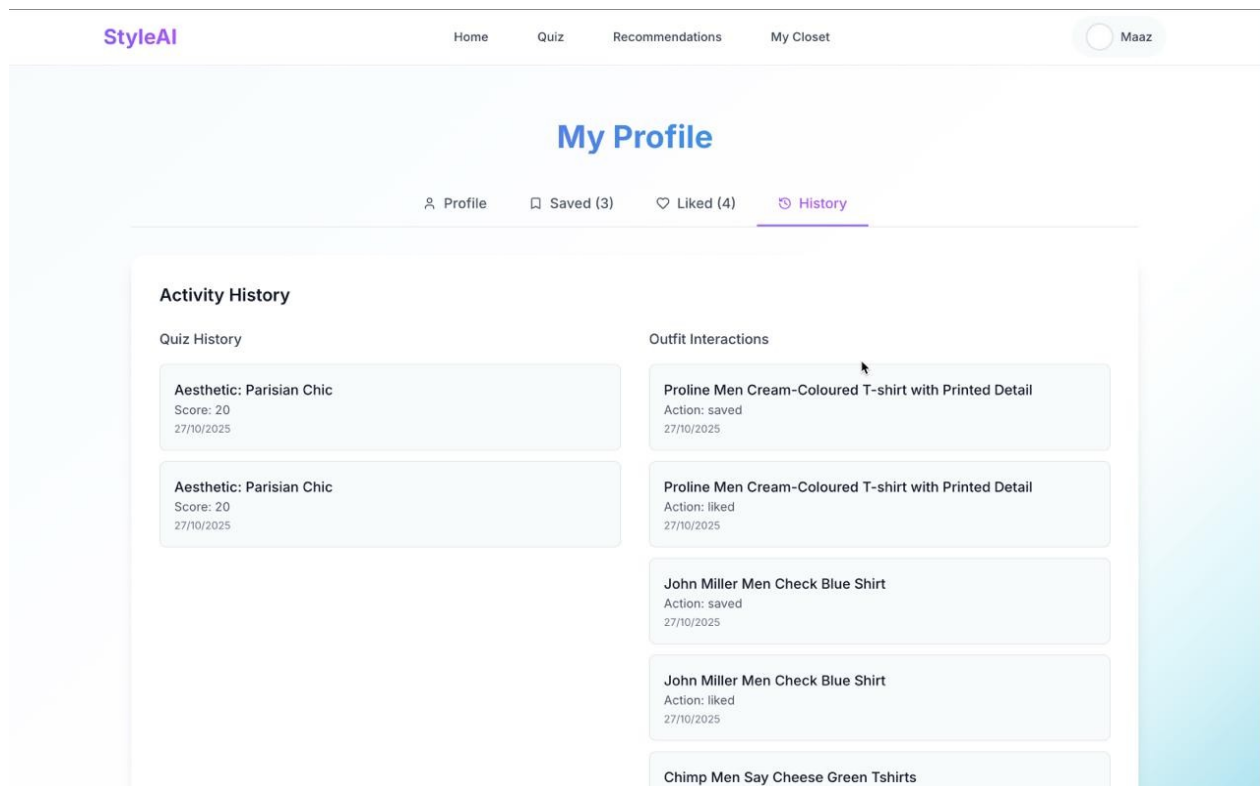 StyleAI
Home Quiz Recommendations My Closet
Maaz
My Profile
Profile Saved (3) Liked (4) History
Activity History
Quiz History
Aesthetic: Parisian Chic
Score: 20
27/10/2025
Aesthetic: Parisian Chic
Score: 20
27/10/2025
Outfit Interactions
Proline Men Cream-Coloured T-shirt with Printed Detail
Action: saved
27/10/2025
Proline Men Cream-Coloured T-shirt with Printed Detail
Action: liked
27/10/2025
John Miller Men Check Blue Shirt
Action: saved
27/10/2025
John Miller Men Check Blue Shirt
Action: liked
27/10/2025
Chimp Men Say Cheese Green Tshirts